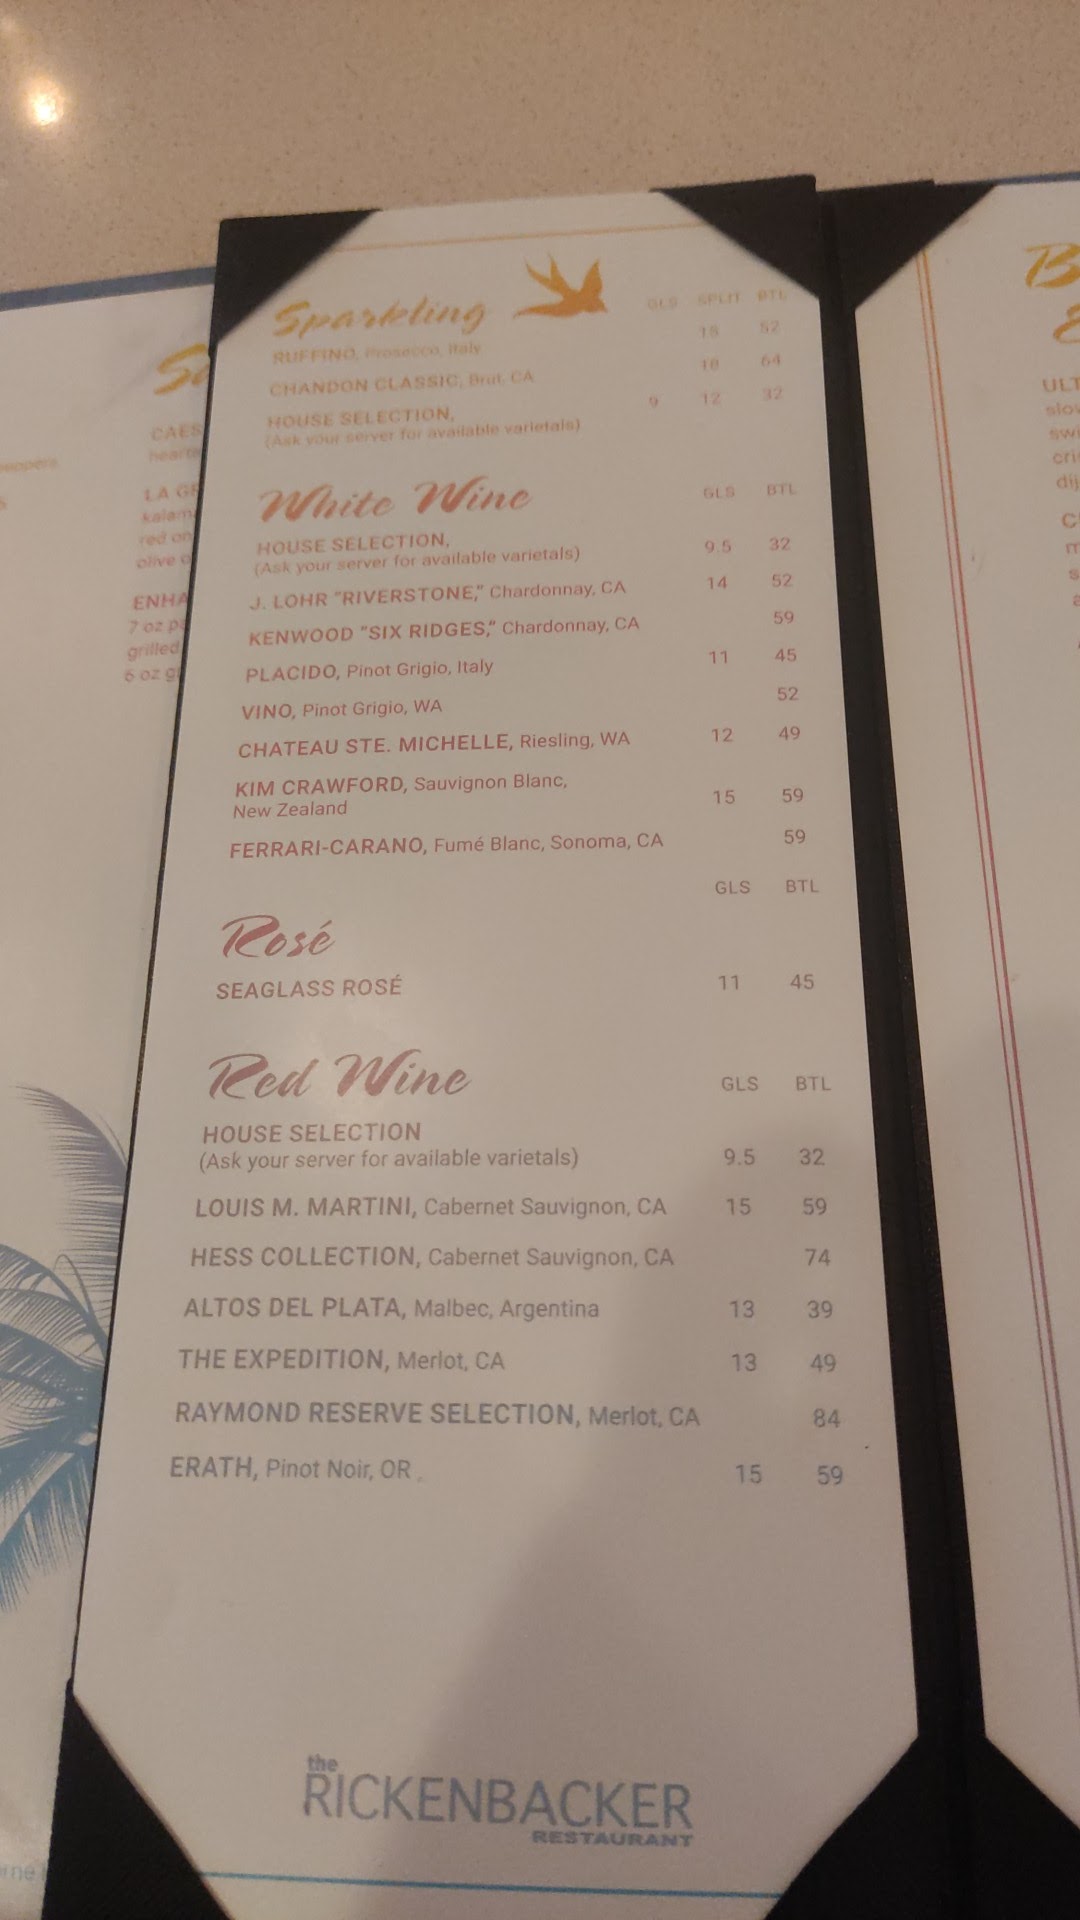 Sparkling GLS SPLIT BTL
RUFFINO, Prosecco, Italy 15 52
CHANDON CLASSIC, Brut, CA 18 64
HOUSE SELECTION, 9 12 32
(Ask your server for available varietals)
White Wine GLS BTL
HOUSE SELECTION,
(Ask your server for available varietals) 9.5 32
J. LOHR "RIVERSTONE," Chardonnay, CA 14 52
KENWOOD "SIX RIDGES," Chardonnay, CA 59
PLACIDO, Pinot Grigio, Italy 11 45
VINO, Pinot Grigio, WA 52
CHATEAU STE. MICHELLE, Riesling, WA 12 49
KIM CRAWFORD, Sauvignon Blanc,
New Zealand 15 59
FERRARI-CARANO, Fumé Blanc, Sonoma, CA 59
GLS BTL
Rosé
SEAGLASS ROSÉ 11 45
Red Wine GLS BTL
HOUSE SELECTION
(Ask your server for available varietals) 9.5 32
LOUIS M. MARTINI, Cabernet Sauvignon, CA 15 59
HESS COLLECTION, Cabernet Sauvignon, CA 74
ALTOS DEL PLATA, Malbec, Argentina 13 39
THE EXPEDITION, Merlot, CA 13 49
RAYMOND RESERVE SELECTION, Merlot, CA 84
ERATH, Pinot Noir, OR 15 59
the
RICKENBACKER
RESTAURANT
LA
7 oz
grilled
6 oz